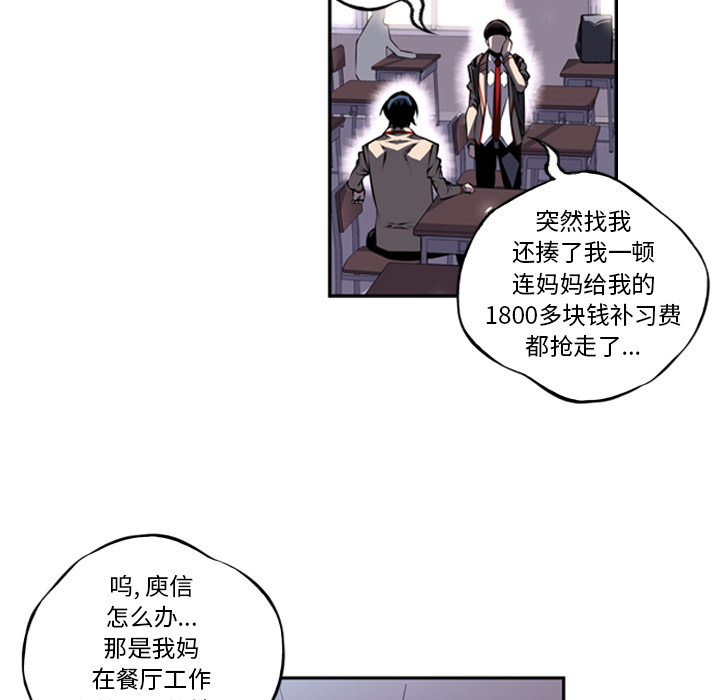 突然找我
还揍了我一顿
连妈妈给我的
1800多块钱补习费
都抢走了...
呜, 庾信
怎么办...
那是我妈
在餐厅工作